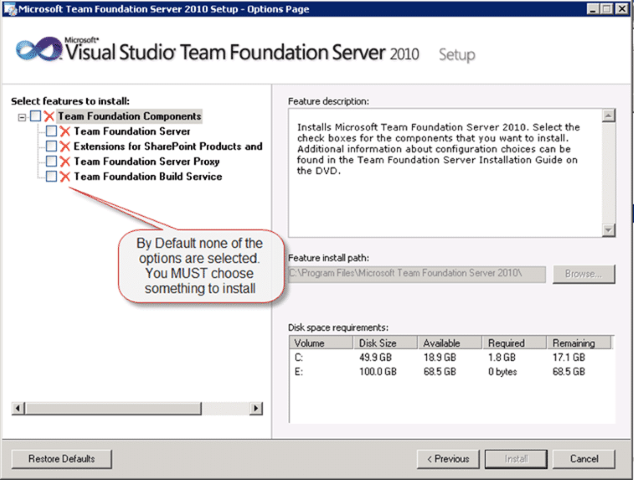 Microsoft Team Foundation Server 2010 Setup - Options Page
Microsoft®
Visual Studio® Team Foundation Server 2010 Setup
Select features to install:
Team Foundation Components
Team Foundation Server
Extensions for SharePoint Products and
Team Foundation Server Proxy
Team Foundation Build Service
By Default none of the
options are selected.
You MUST choose
something to install
Feature description:
Installs Microsoft Team Foundation Server 2010. Select the
check boxes for the components that you want to install.
Additional information about configuration choices can be
found in the Team Foundation Server Installation Guide on
the DVD.
Feature install path:
C:\Program Files\Microsoft Team Foundation Server 2010\
Browse...
Disk space requirements:
Volume Disk Size Available Required Remaining
C: 49.9 GB 18.9 GB 1.8 GB 17.1 GB
E: 100.0 GB 68.5 GB 0 bytes 68.5 GB
Restore Defaults
< Previous
Install
Cancel